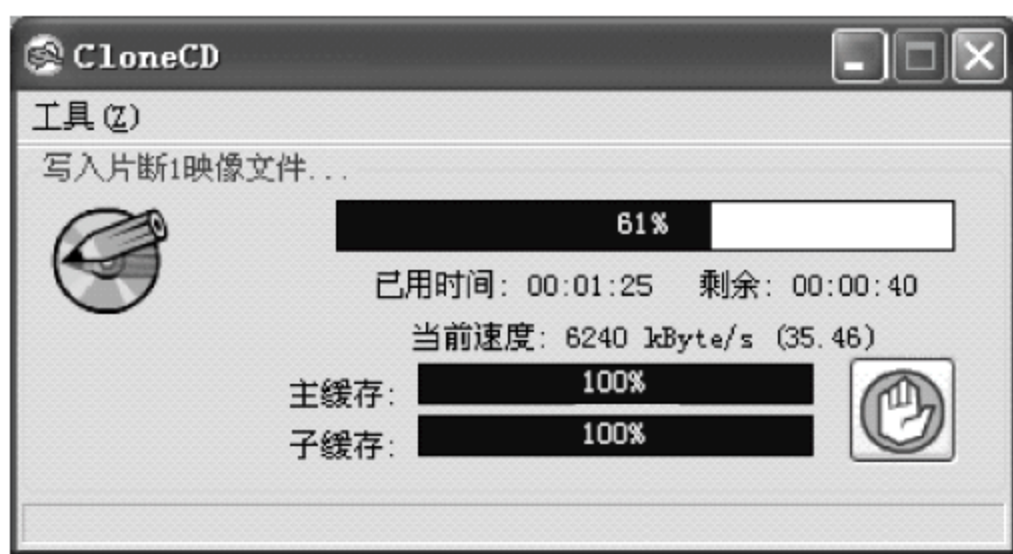 CloneCD
工具(Z)
写入片断1映像文件...
61%
已用时间: 00:01:25 剩余: 00:00:40
当前速度: 6240 kByte/s (35.46)
主缓存: 100%
子缓存: 100%